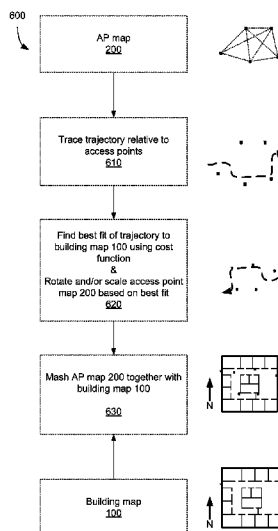 600
AP map
200
Trace trajectory relative to
access points
610
Find best fit of trajectory to
building map 100 using cost
function
&
Rotate and/or scale access point
map 200 based on best fit
620
Mash AP map 200 together with
building map 100
630
N
Building map
100
N